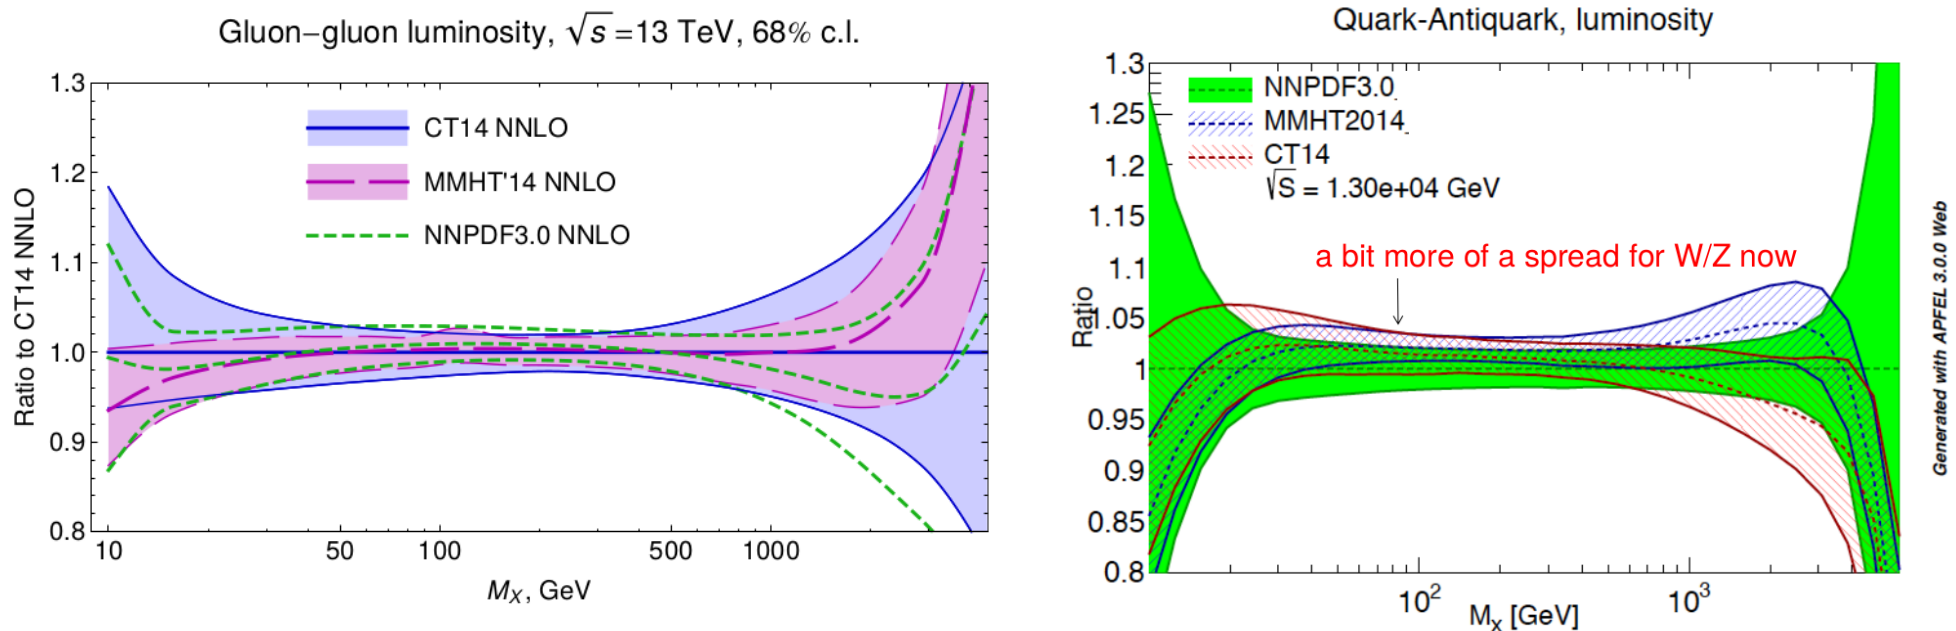 Gluon−gluon luminosity, √s =13 TeV, 68% c.l.
1.3
1.2
1.1
1.0
0.9
0.8
Ratio to CT14 NNLO
CT14 NNLO
MMHT'14 NNLO
NNPDF3.0 NNLO
10
50
100
500
1000
M_X, GeV
Quark-Antiquark, luminosity
1.3
1.25
1.2
1.15
1.1
1.05
1
0.95
0.9
0.85
0.8
Ratio
NNPDF3.0
MMHT2014
CT14
√S = 1.30e+04 GeV
a bit more of a spread for W/Z now
10²
10³
M_X [GeV]
Generated with APFEL 3.0.0 Web